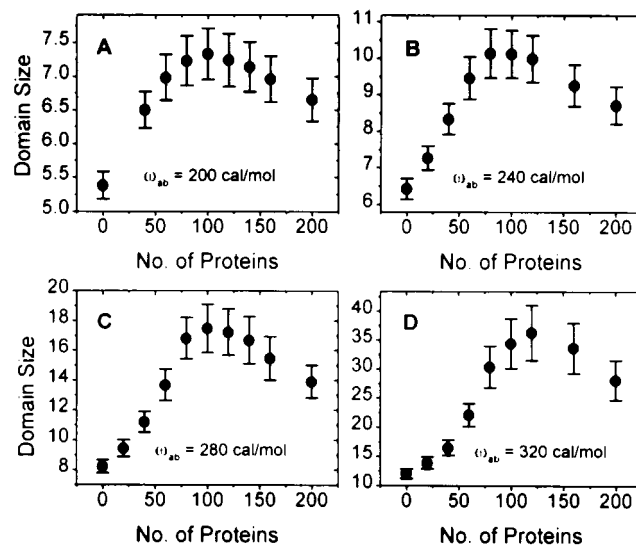 A
Domain Size
7.5
7.0
6.5
6.0
5.5
5.0
ω_ab = 200 cal/mol
0 50 100 150 200
No. of Proteins
B
11
10
9
8
7
6
ω_ab = 240 cal/mol
0 50 100 150 200
No. of Proteins
C
Domain Size
20
18
16
14
12
10
8
ω_ab = 280 cal/mol
0 50 100 150 200
No. of Proteins
D
40
35
30
25
20
15
10
ω_ab = 320 cal/mol
0 50 100 150 200
No. of Proteins